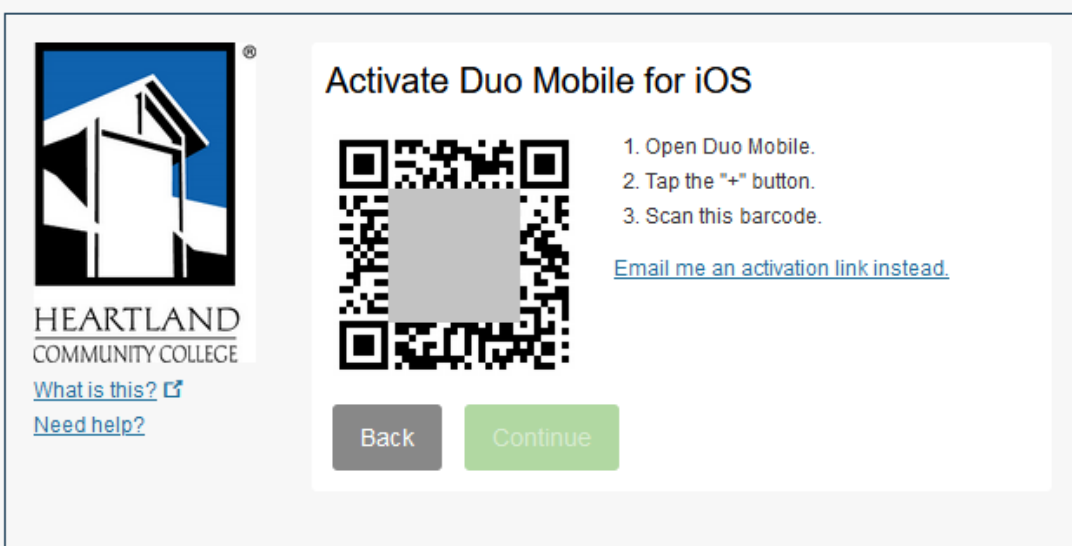 ®
HEARTLAND
COMMUNITY COLLEGE
What is this?
Need help?
Activate Duo Mobile for iOS
1. Open Duo Mobile.
2. Tap the "+" button.
3. Scan this barcode.
Email me an activation link instead.
Back
Continue